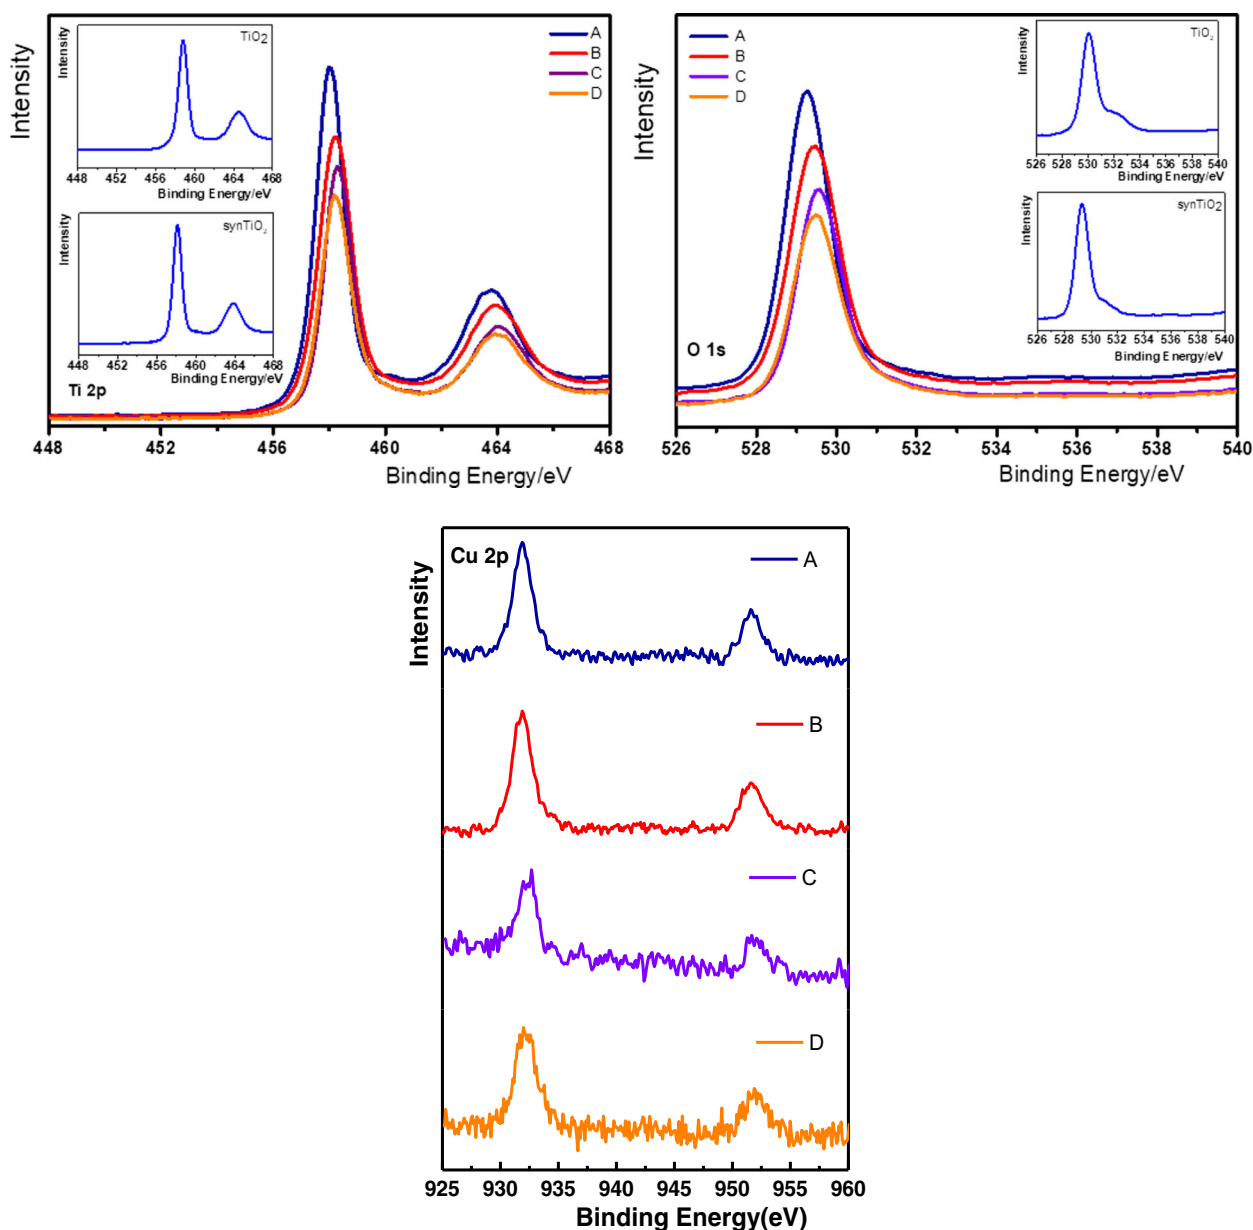 Intensity
TiO2
Intensity
448 452 456 460 464 468
Binding Energy/eV
synTiO2
Intensity
448 452 456 460 464 468
Binding Energy/eV
A
B
C
D
Ti 2p
448 452 456 460 464 468
Binding Energy/eV
Intensity
A
B
C
D
TiO2
Intensity
526 528 530 532 534 536 538 540
Binding Energy/eV
synTiO2
Intensity
526 528 530 532 534 536 538 540
Binding Energy/eV
O 1s
526 528 530 532 534 536 538 540
Binding Energy/eV
Cu 2p
Intensity
A
B
C
D
925 930 935 940 945 950 955 960
Binding Energy(eV)